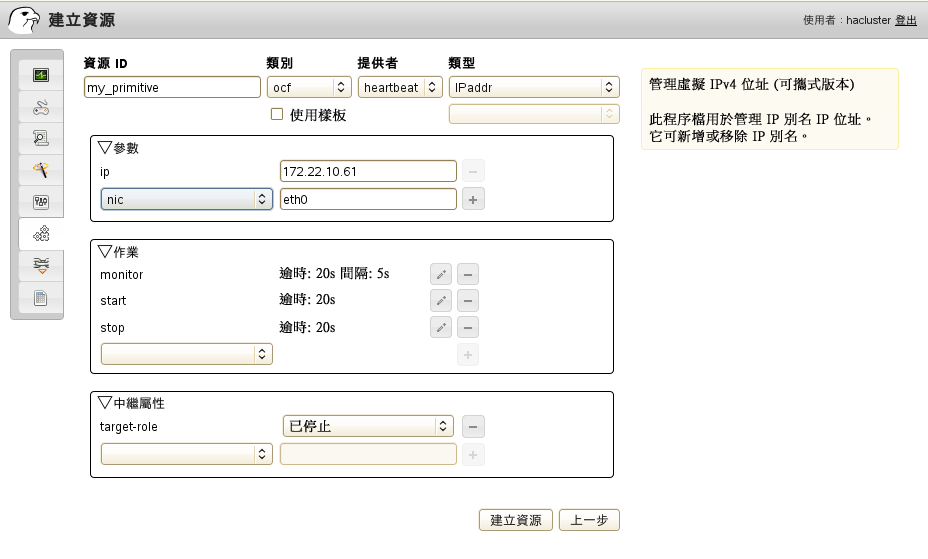 建立資源
使用者：hacluster 登出
資源 ID 類別 提供者 類型
my_primitive ocf heartbeat IPaddr
使用樣板
管理虛擬 IPv4 位址 (可攜式版本)
此程序檔用於管理 IP 別名 IP 位址。
它可新增或移除 IP 別名。
▽參數
ip 172.22.10.61
nic eth0
▽作業
monitor 逾時: 20s 間隔: 5s
start 逾時: 20s
stop 逾時: 20s
▽中繼屬性
target-role 已停止
建立資源 上一步